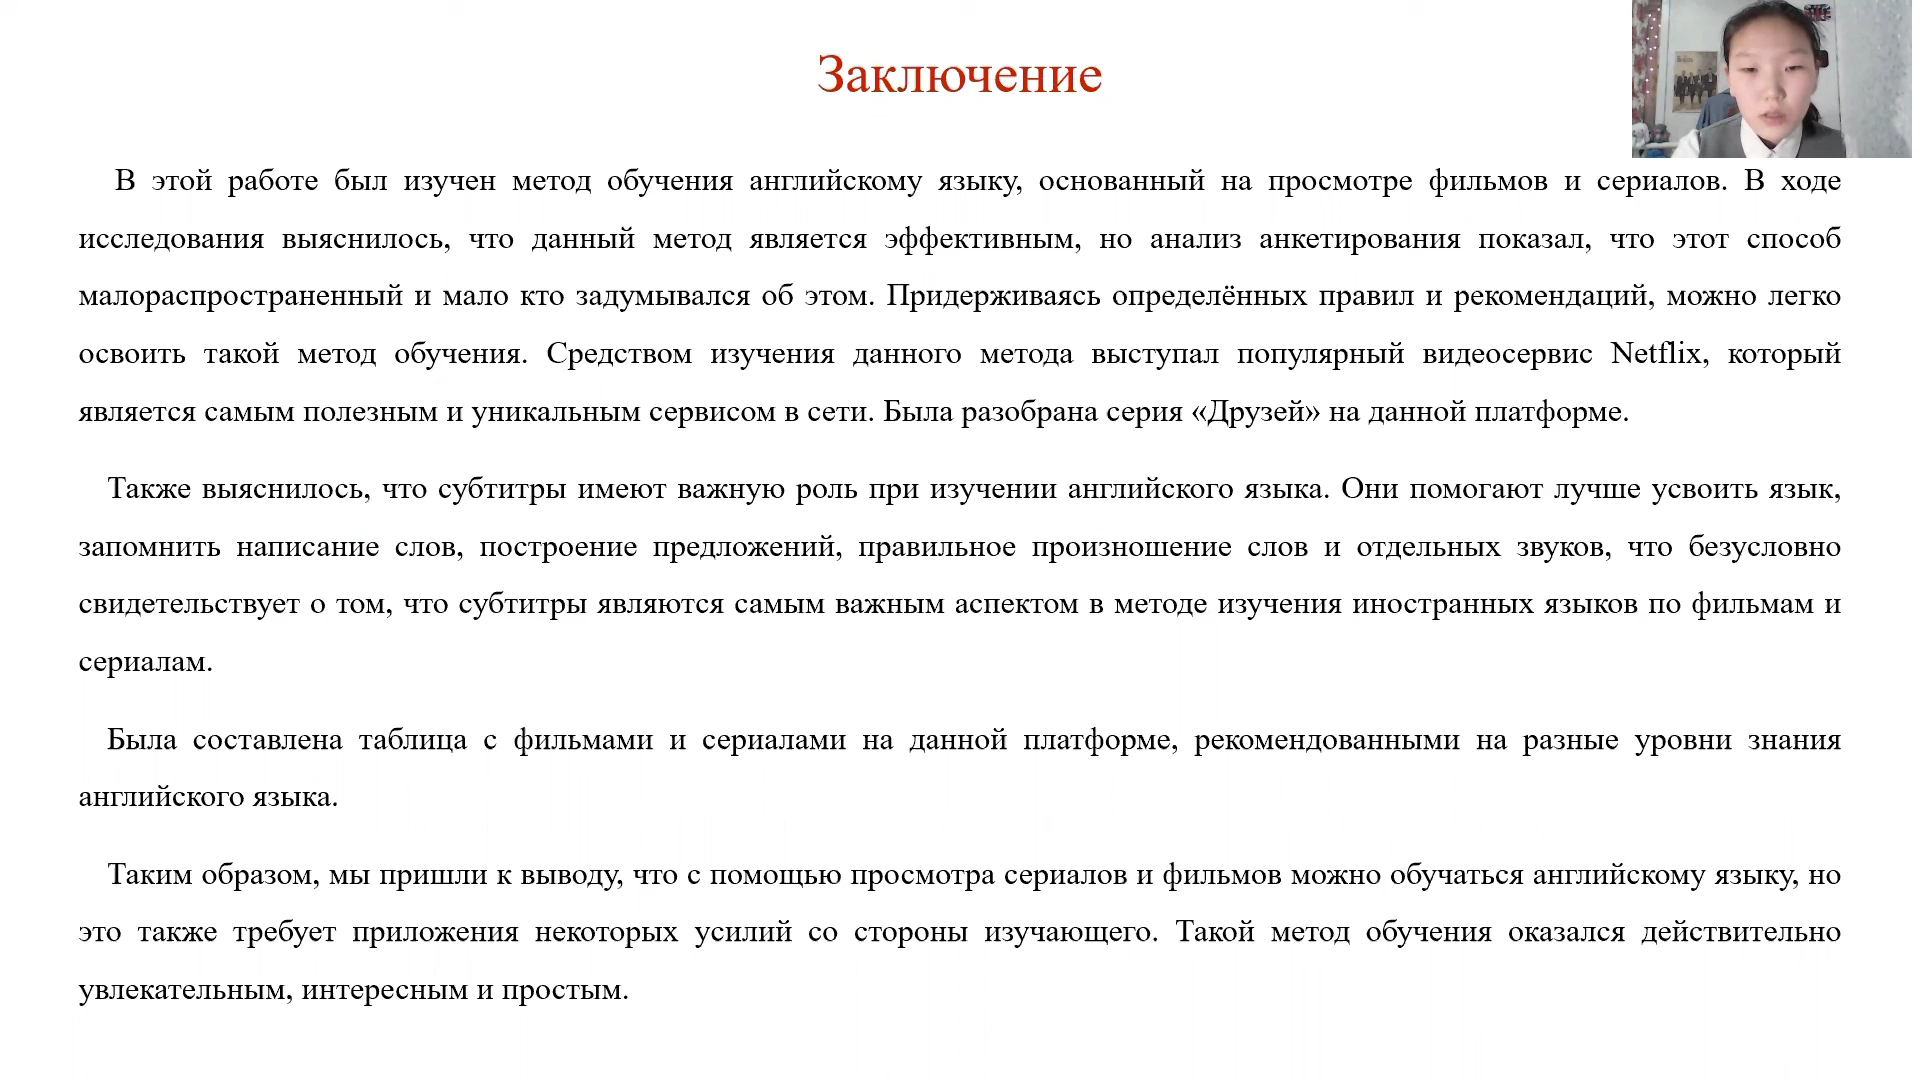 Заключение
В этой работе был изучен метод обучения английскому языку, основанный на просмотре фильмов и сериалов. В ходе
исследования выяснилось, что данный метод является эффективным, но анализ анкетирования показал, что этот способ
малораспространенный и мало кто задумывался об этом. Придерживаясь определённых правил и рекомендаций, можно легко
освоить такой метод обучения. Средством изучения данного метода выступал популярный видеосервис Netflix, который
является самым полезным и уникальным сервисом в сети. Была разобрана серия «Друзей» на данной платформе.
Также выяснилось, что субтитры имеют важную роль при изучении английского языка. Они помогают лучше усвоить язык,
запомнить написание слов, построение предложений, правильное произношение слов и отдельных звуков, что безусловно
свидетельствует о том, что субтитры являются самым важным аспектом в методе изучения иностранных языков по фильмам и
сериалам.
Была составлена таблица с фильмами и сериалами на данной платформе, рекомендованными на разные уровни знания
английского языка.
Таким образом, мы пришли к выводу, что с помощью просмотра сериалов и фильмов можно обучаться английскому языку, но
это также требует приложения некоторых усилий со стороны изучающего. Такой метод обучения оказался действительно
увлекательным, интересным и простым.